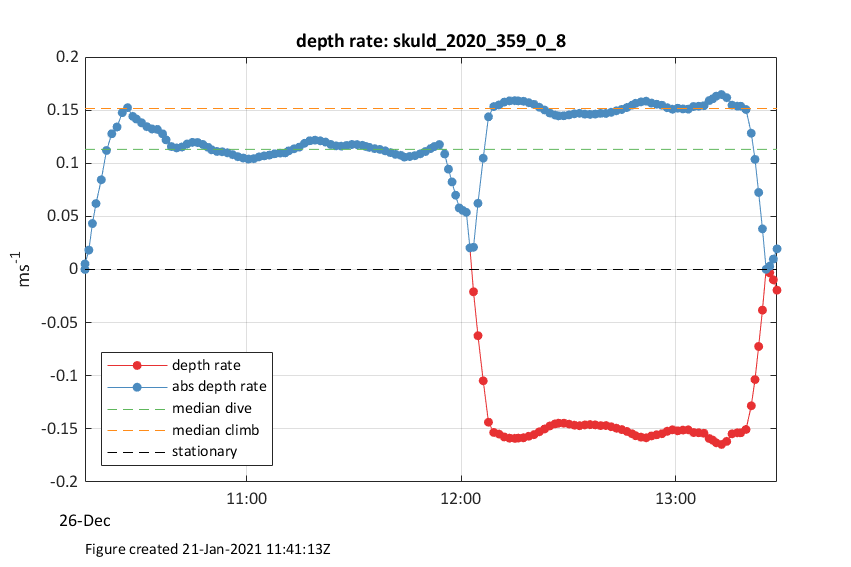 depth rate: skuld_2020_359_0_8
0.2
0.15
0.1
0.05
0
-0.05
-0.1
-0.15
-0.2
ms-1
depth rate
abs depth rate
median dive
median climb
stationary
11:00 12:00 13:00
26-Dec
Figure created 21-Jan-2021 11:41:13Z